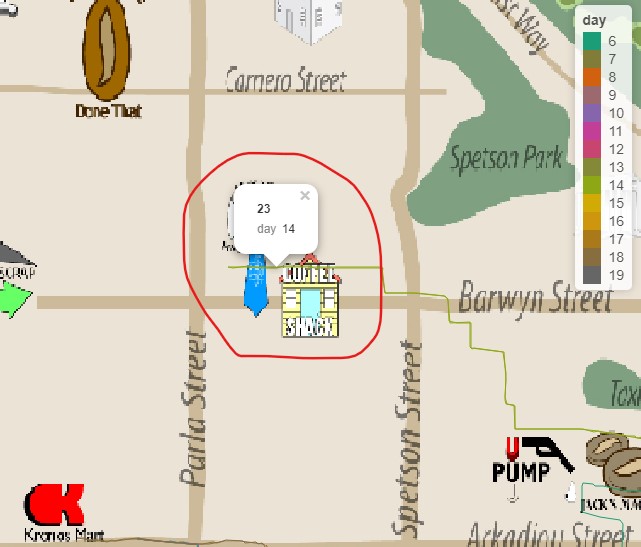 day
6
7
8
9
10
11
12
13
14
15
16
17
18
19
Way
Carnero Street
Done That
Spetson Park
×
23
day 14
SCRAP
COFFEE
SHACK
Barwyn Street
Parla Street
Spetson Street
U
PUMP
JACK'S
Kronos Mart
Arkadiou Street